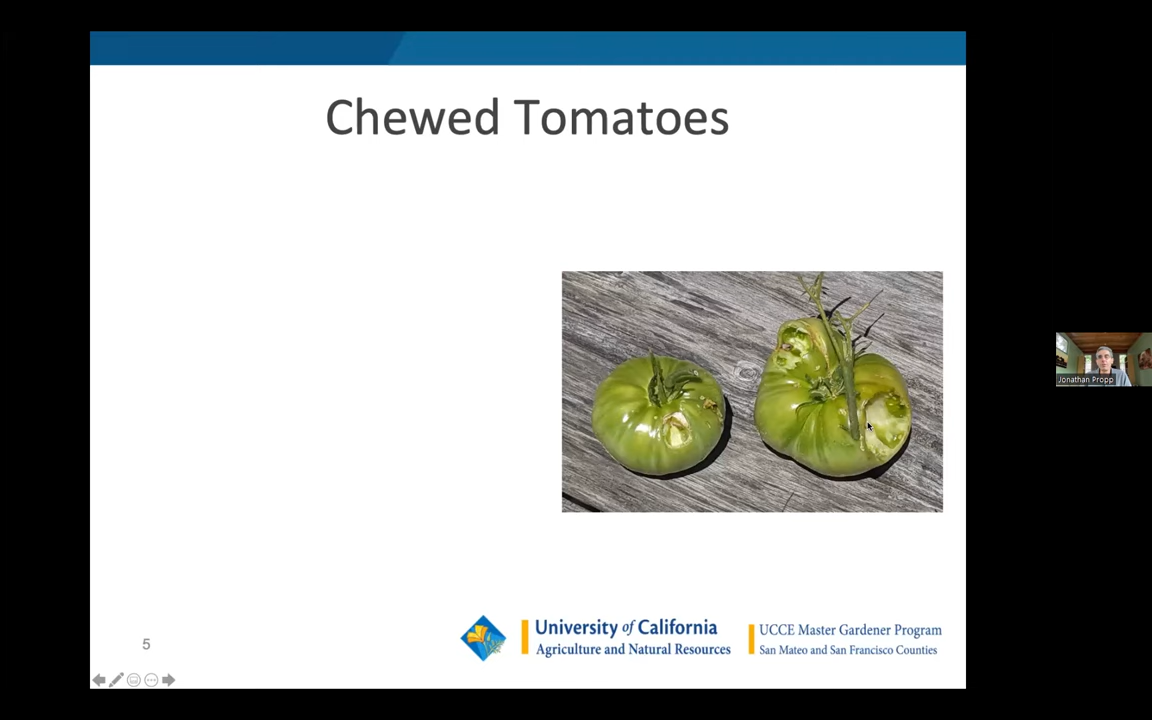 Chewed Tomatoes
5
University of California
Agriculture and Natural Resources
UCCE Master Gardener Program
San Mateo and San Francisco Counties
Jonathan Propp